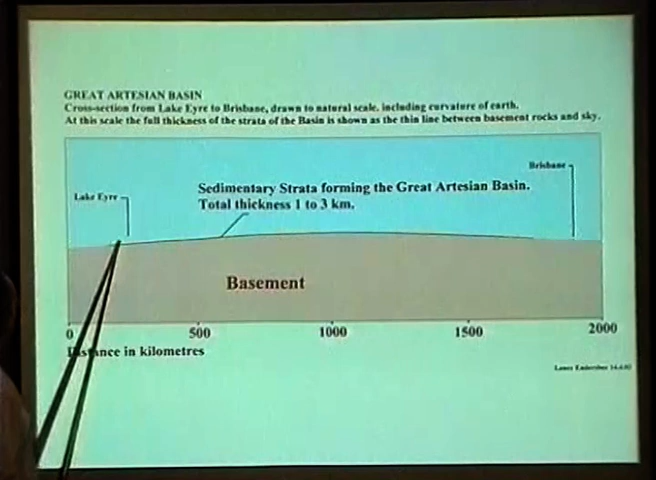 GREAT ARTESIAN BASIN
Cross-section from Lake Eyre to Brisbane, drawn to natural scale, including curvature of earth.
At this scale the full thickness of the strata of the Basin is shown as the thin line between basement rocks and sky.
Brisbane
Lake Eyre
Sedimentary Strata forming the Great Artesian Basin.
Total thickness 1 to 3 km.
Basement
0 500 1000 1500 2000
Distance in kilometres